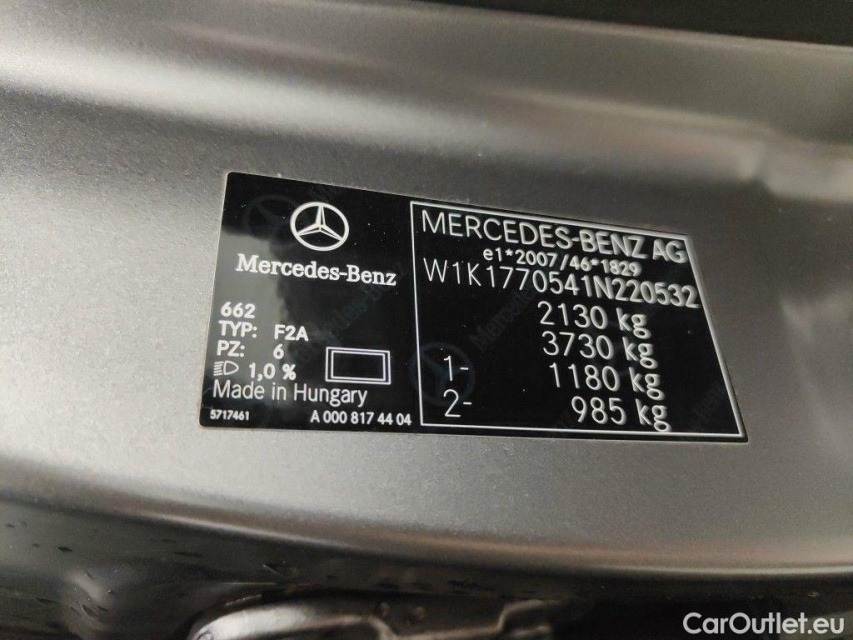 Mercedes-Benz
662
TYP: F2A
PZ: 6
1,0 %
Made in Hungary
5717461 A 000 817 44 04
MERCEDES-BENZ AG
e1*2007/46*1829
W1K1770541N220532
2130 kg
3730 kg
1- 1180 kg
2- 985 kg
CarOutlet.eu